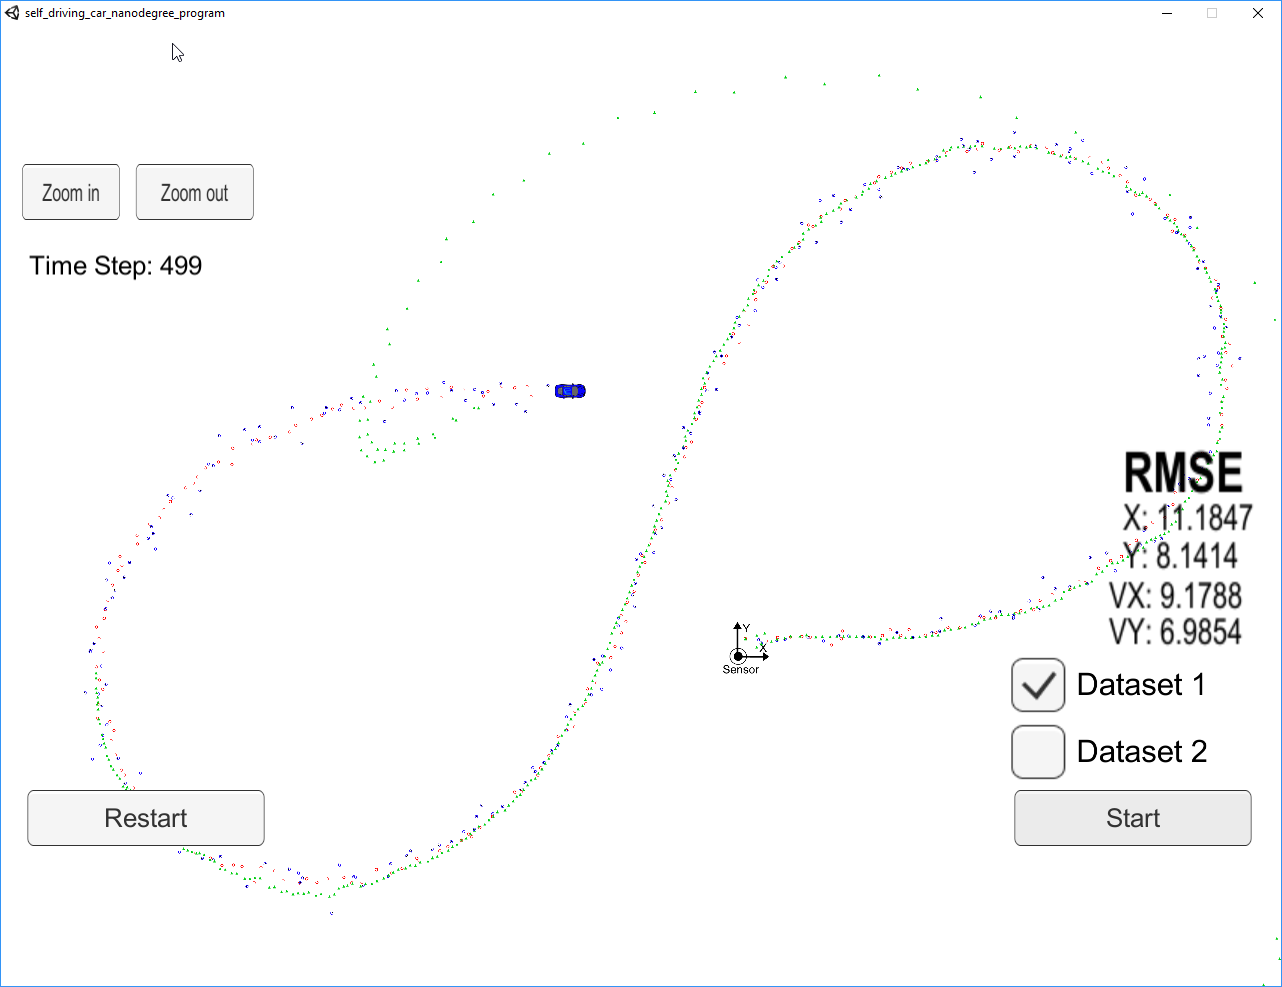 self_driving_car_nanodegree_program
Zoom in
Zoom out
Time Step: 499
RMSE
X: 11.1847
Y: 8.1414
VX: 9.1788
VY: 6.9854
Y
X
Sensor
Dataset 1
Dataset 2
Restart
Start